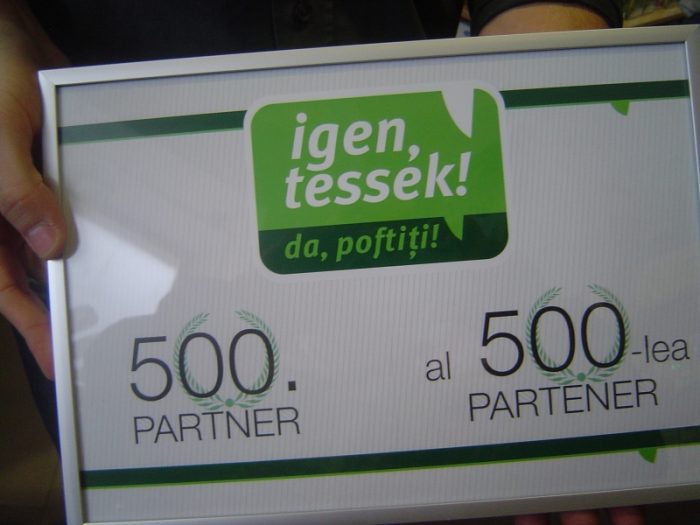 igen,
tessék!
da, poftiți!
500.
PARTNER
al 500-lea
PARTENER